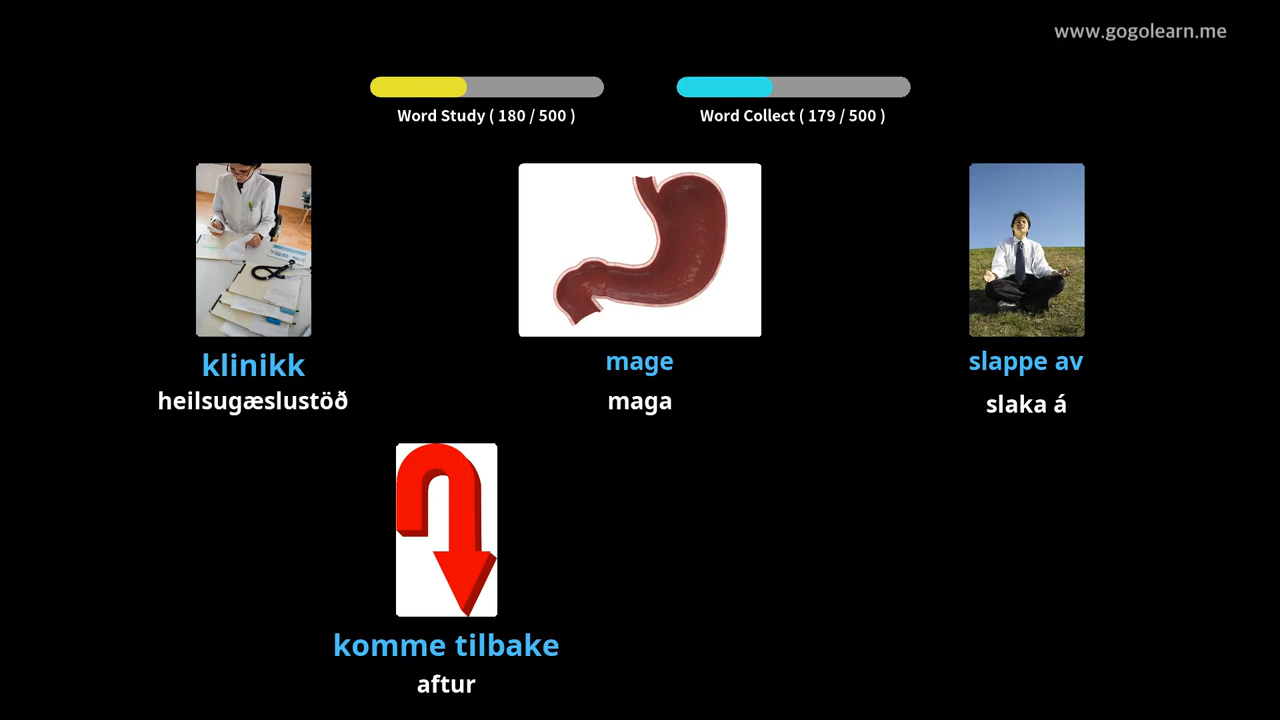 www.gogolearn.me
Word Study ( 180 / 500 )
Word Collect ( 179 / 500 )
klinikk
heilsugæslustöð
mage
maga
slappe av
slaka á
komme tilbake
aftur